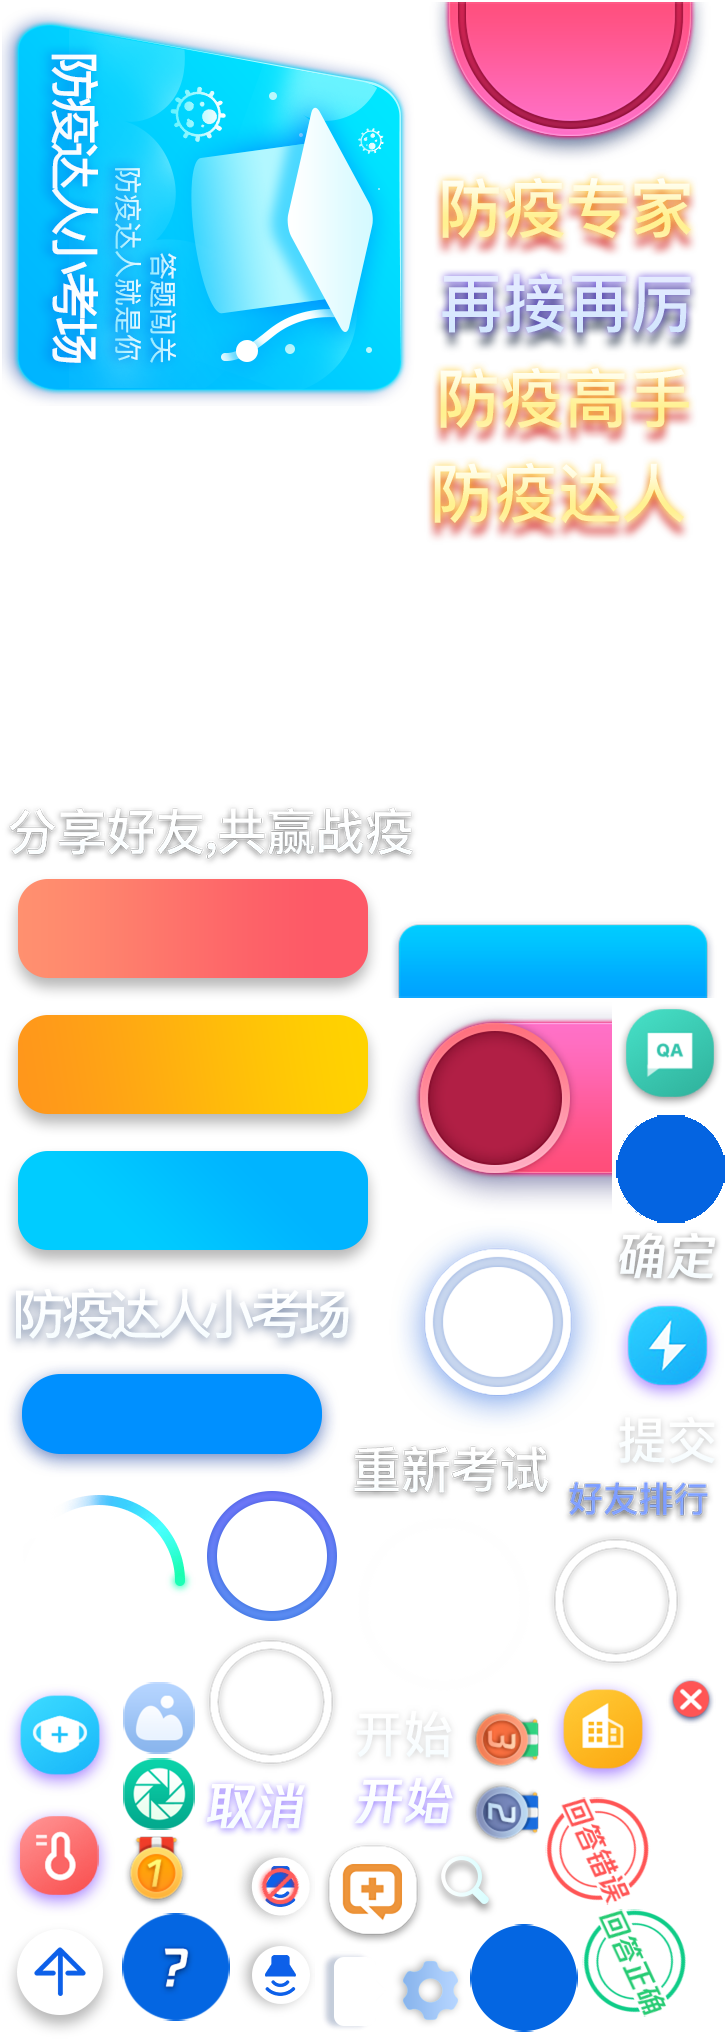 防疫达人小考场
防疫达人就是你
答题闯关
防疫专家
再接再厉
防疫高手
防疫达人
分享好友,共赢战疫
QA
确定
防疫达人小考场
提交
重新考试
好友排行
开始
3
取消
开始
2
1
回答错误
?
回答正确